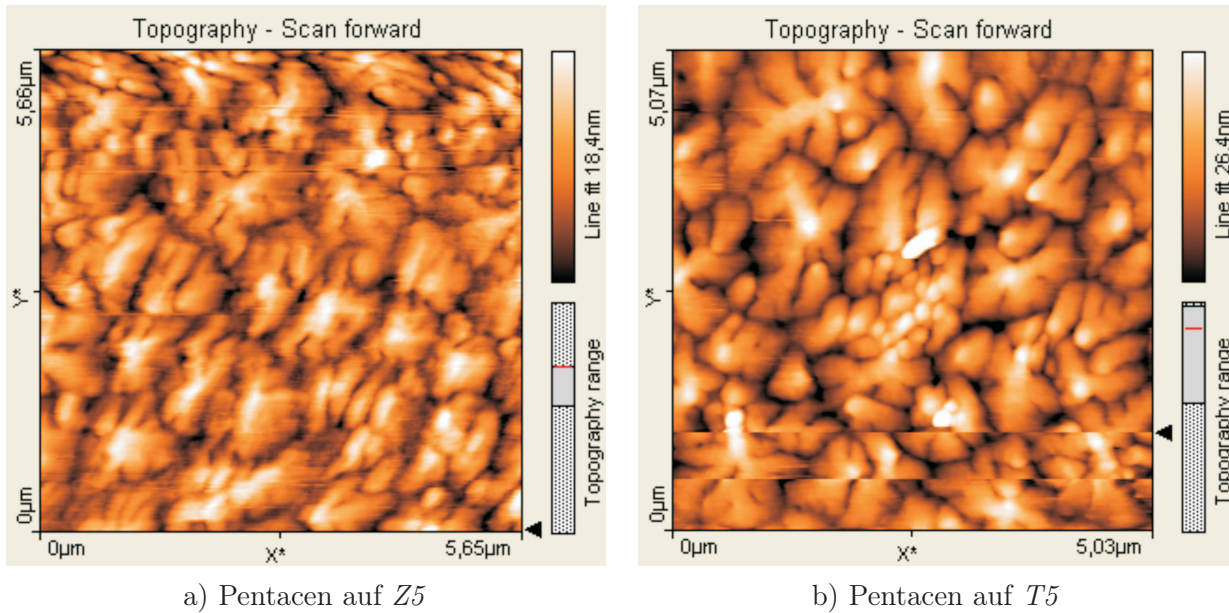 Topography - Scan forward
5,66µm
Y*
0µm
0µm
X*
5,65µm
Line fit 18,4nm
Topography range
a) Pentacen auf Z5
Topography - Scan forward
5,07µm
Y*
0µm
0µm
X*
5,03µm
Line fit 26,4nm
Topography range
b) Pentacen auf T5